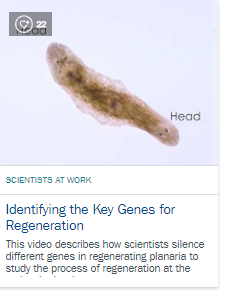 22
Head
Head
SCIENTISTS AT WORK
Identifying the Key Genes for
Regeneration
This video describes how scientists silence
different genes in regenerating planaria to
study the process of regeneration at the